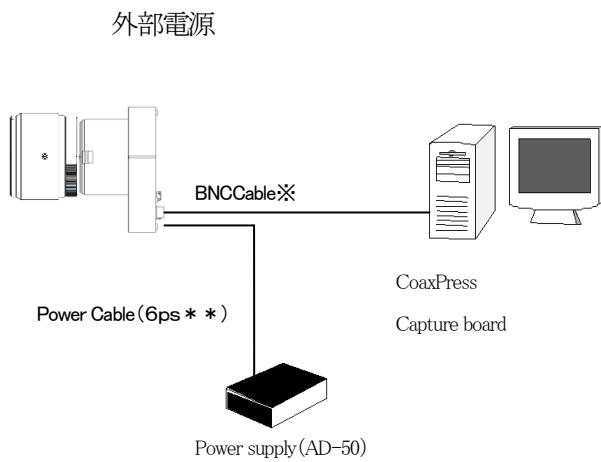 外部電源
BNCCable※
CoaxPress
Capture board
Power Cable(6ps＊＊)
Power supply(AD-50)